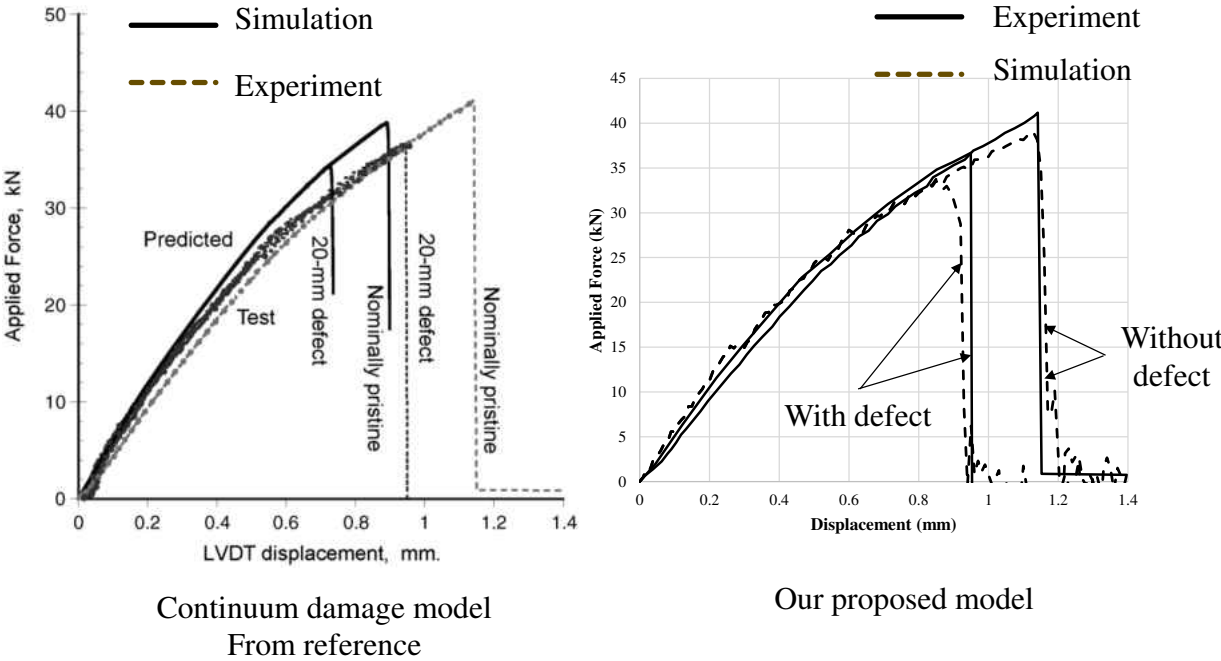 Simulation
Experiment
50
40
30
20
10
0
Applied Force, kN
Predicted
Test
20-mm defect
Nominally pristine
20-mm defect
Nominally pristine
0 0.2 0.4 0.6 0.8 1 1.2 1.4
LVDT displacement, mm.
Continuum damage model
From reference
Experiment
Simulation
45
40
35
30
25
20
15
10
5
0
Applied Force (kN)
With defect
Without
defect
0 0.2 0.4 0.6 0.8 1 1.2 1.4
Displacement (mm)
Our proposed model